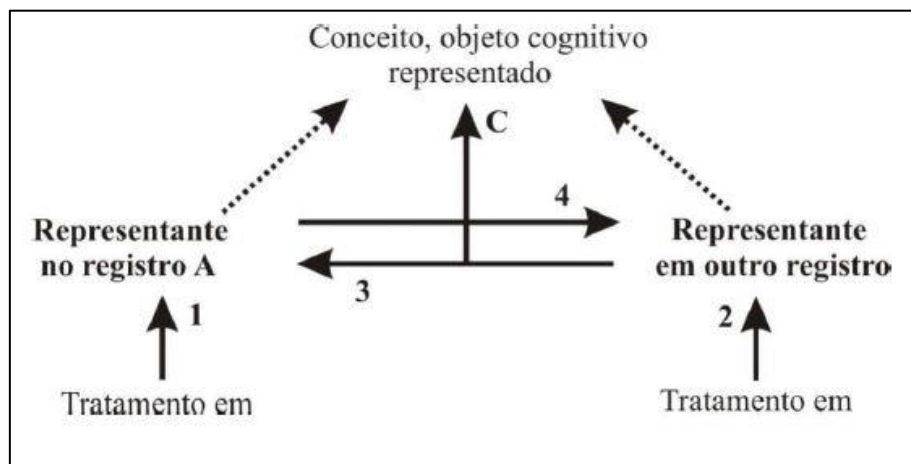 Conceito, objeto cognitivo
representado
C
4
Representante
no registro A
Representante
em outro registro
3
1
2
Tratamento em
Tratamento em